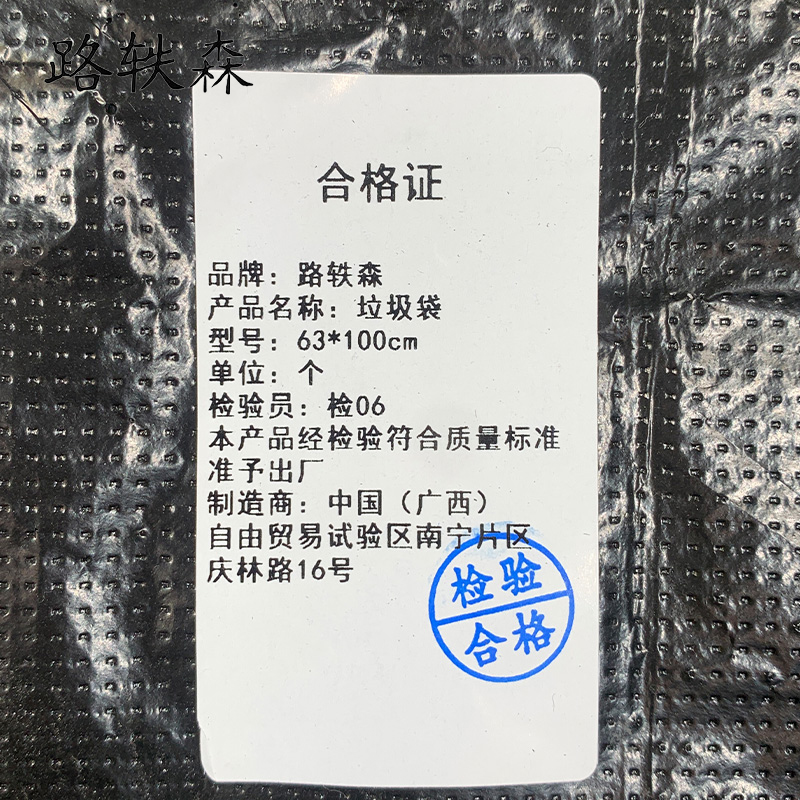 路轶森
合格证
品牌：路轶森
产品名称：垃圾袋
型号：63*100cm
单位：个
检验员：检06
本产品经检验符合质量标准
准予出厂
制造商：中国（广西）
自由贸易试验区南宁片区
庆林路16号
检验
合格